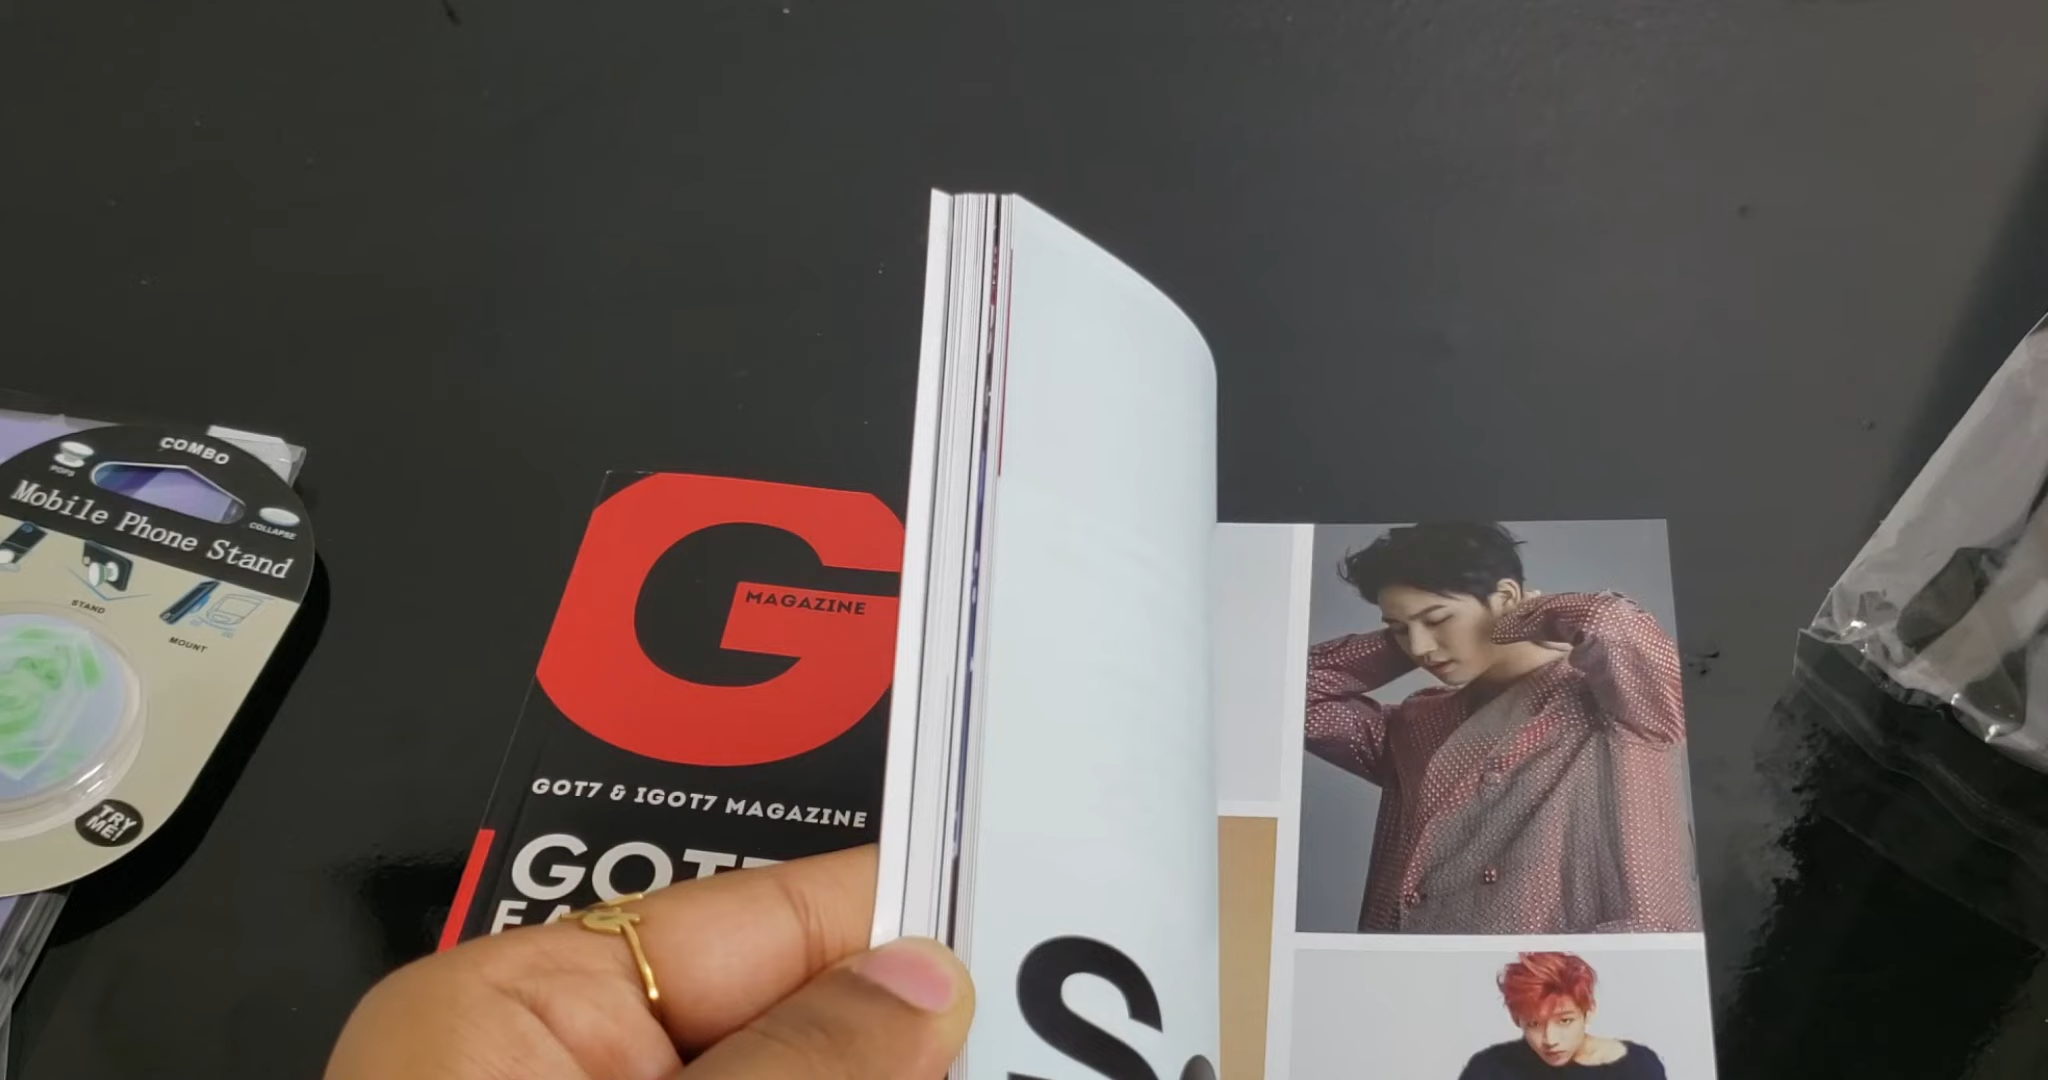 COMBO
POPS
COLLAPSE
Mobile Phone Stand
STAND
MOUNT
TRY
ME!
G
MAGAZINE
GOT7 & IGOT7 MAGAZINE
S